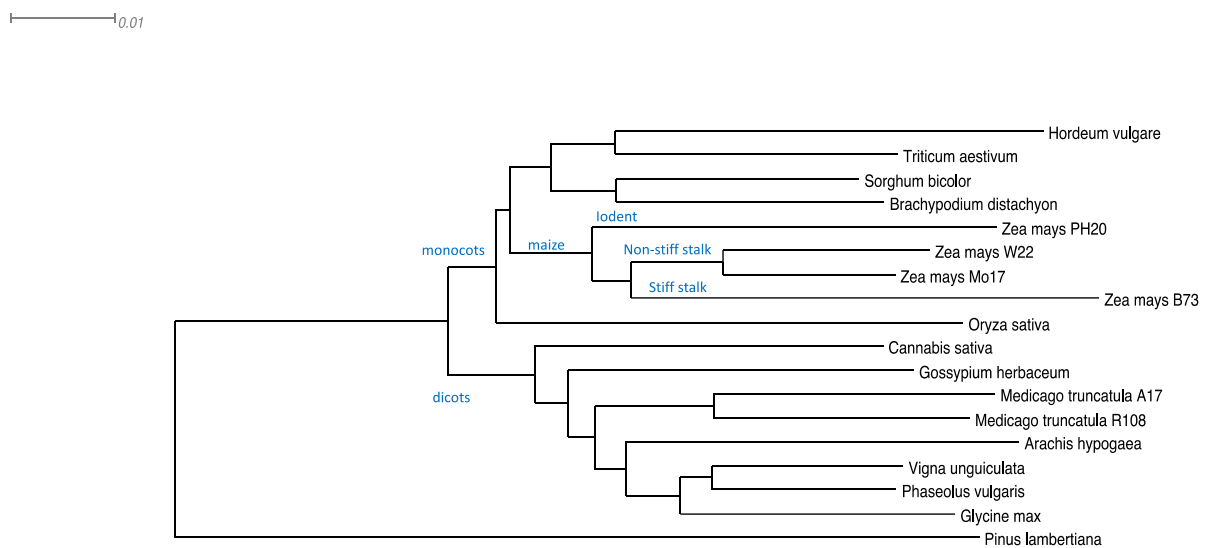 0.01
Hordeum vulgare
Triticum aestivum
Sorghum bicolor
Brachypodium distachyon
Iodent
Zea mays PH20
monocots
maize
Non-stiff stalk
Zea mays W22
Zea mays Mo17
Stiff stalk
Zea mays B73
Oryza sativa
Cannabis sativa
Gossypium herbaceum
dicots
Medicago truncatula A17
Medicago truncatula R108
Arachis hypogaea
Vigna unguiculata
Phaseolus vulgaris
Glycine max
Pinus lambertiana